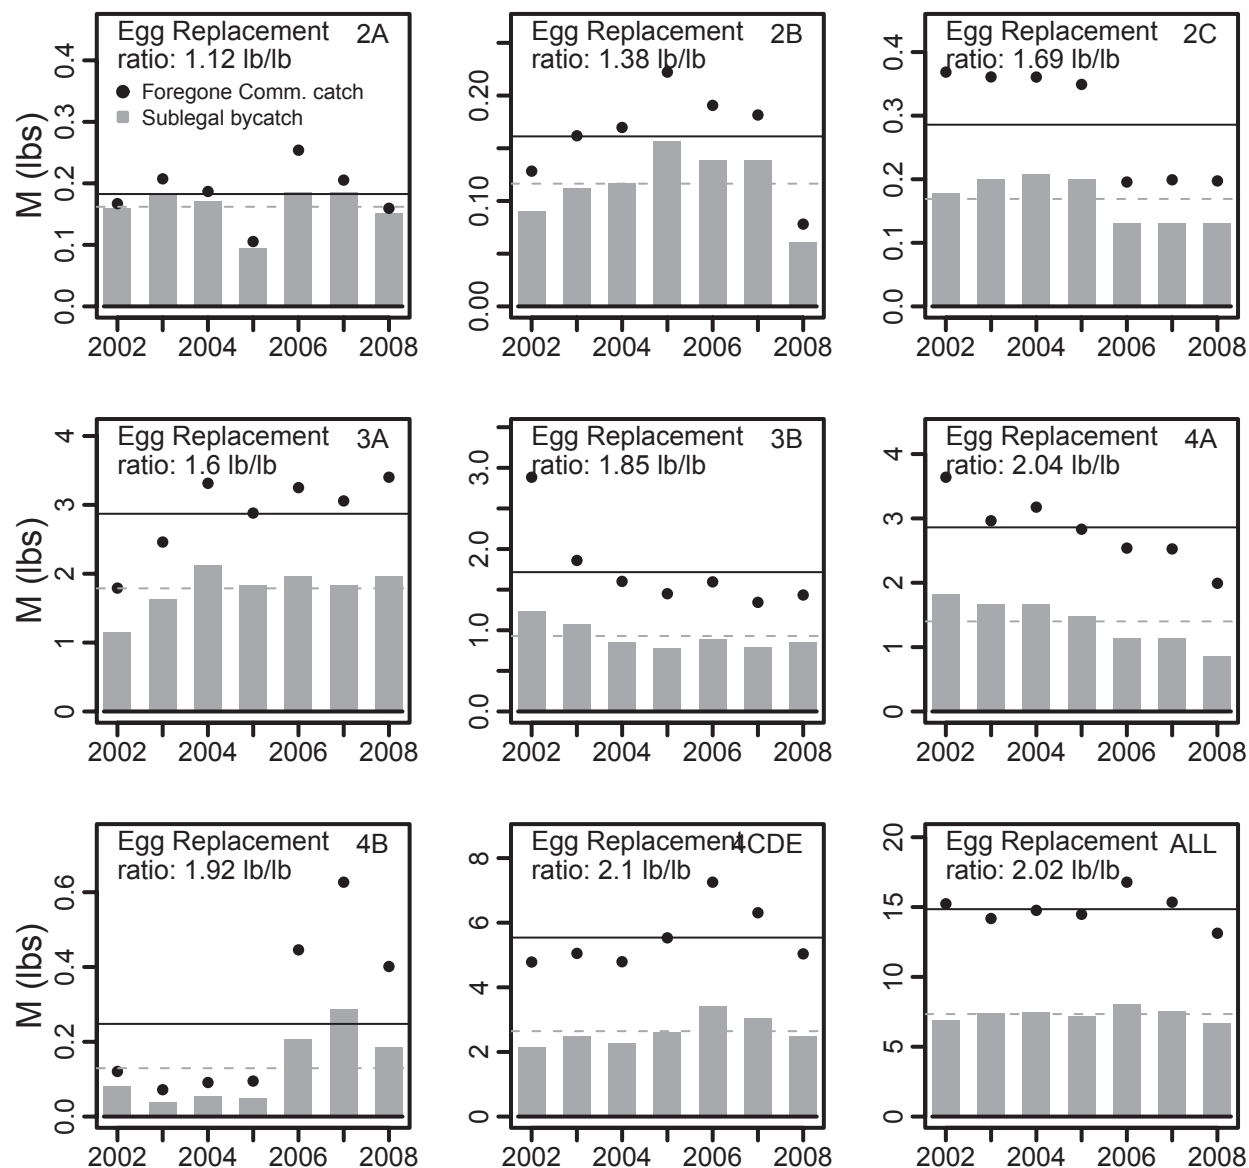 Egg Replacement 2A
ratio: 1.12 lb/lb
Foregone Comm. catch
Sublegal bycatch
M (lbs)
0.0 0.1 0.2 0.3 0.4
2002 2004 2006 2008
Egg Replacement 2B
ratio: 1.38 lb/lb
0.00 0.10 0.20
2002 2004 2006 2008
Egg Replacement 2C
ratio: 1.69 lb/lb
0.0 0.1 0.2 0.3 0.4
2002 2004 2006 2008
Egg Replacement 3A
ratio: 1.6 lb/lb
M (lbs)
0 1 2 3 4
2002 2004 2006 2008
Egg Replacement 3B
ratio: 1.85 lb/lb
0.0 1.0 2.0 3.0
2002 2004 2006 2008
Egg Replacement 4A
ratio: 2.04 lb/lb
0 1 2 3 4
2002 2004 2006 2008
Egg Replacement 4B
ratio: 1.92 lb/lb
M (lbs)
0.0 0.2 0.4 0.6
2002 2004 2006 2008
Egg Replacement 4CDE
ratio: 2.1 lb/lb
0 2 4 6 8
2002 2004 2006 2008
Egg Replacement ALL
ratio: 2.02 lb/lb
0 5 10 15 20
2002 2004 2006 2008